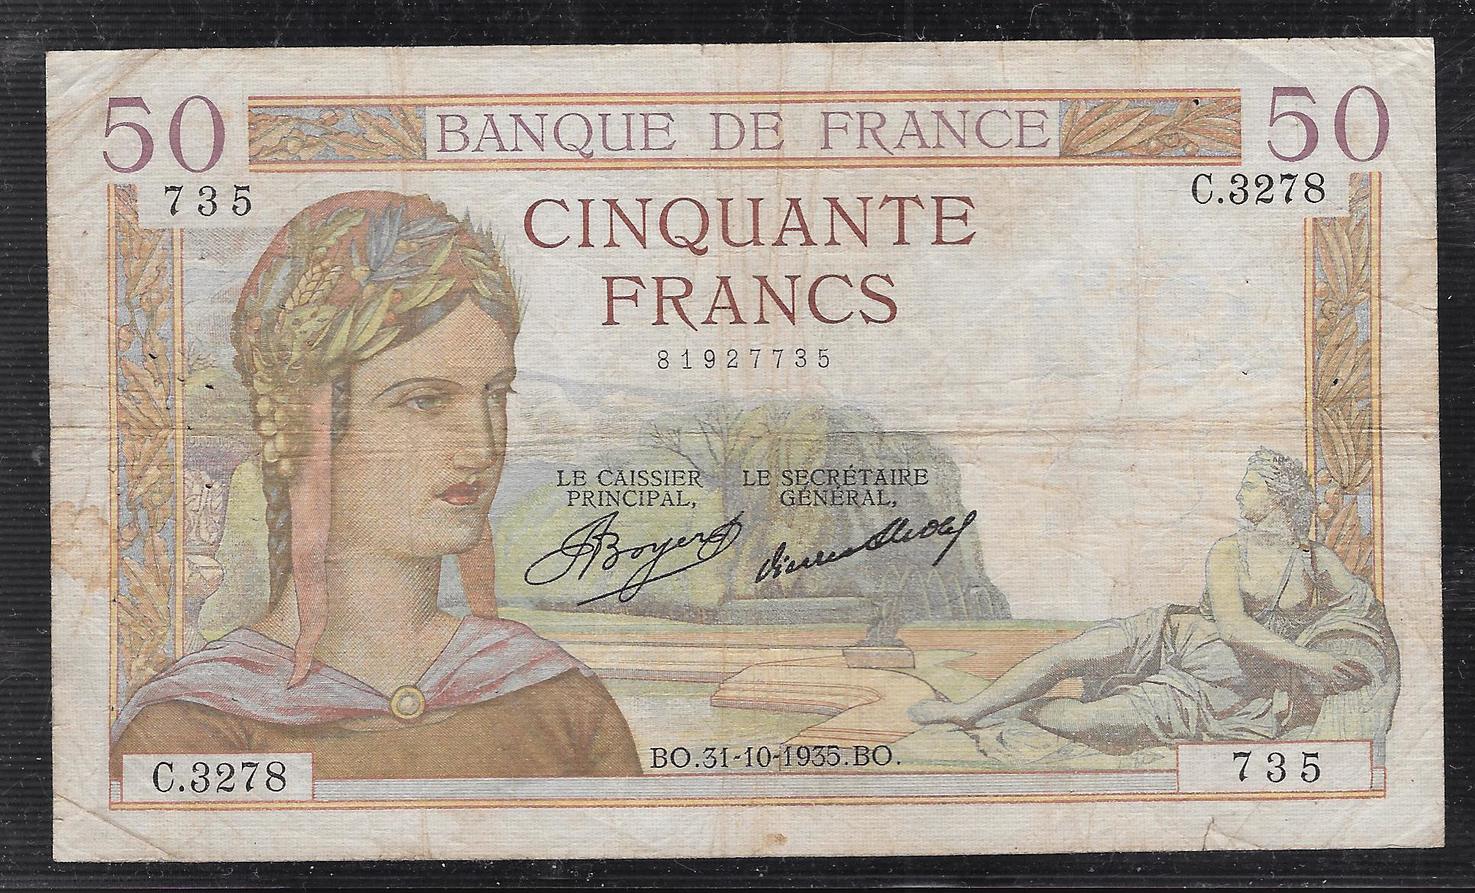 50 BANQUE DE FRANCE 50
735 C.3278
CINQUANTE
FRANCS
81927735
LE CAISSIER LE SECRÉTAIRE
PRINCIPAL, GÉNÉRAL,
Boyer
BO.31-10-1935.BO.
C.3278 735